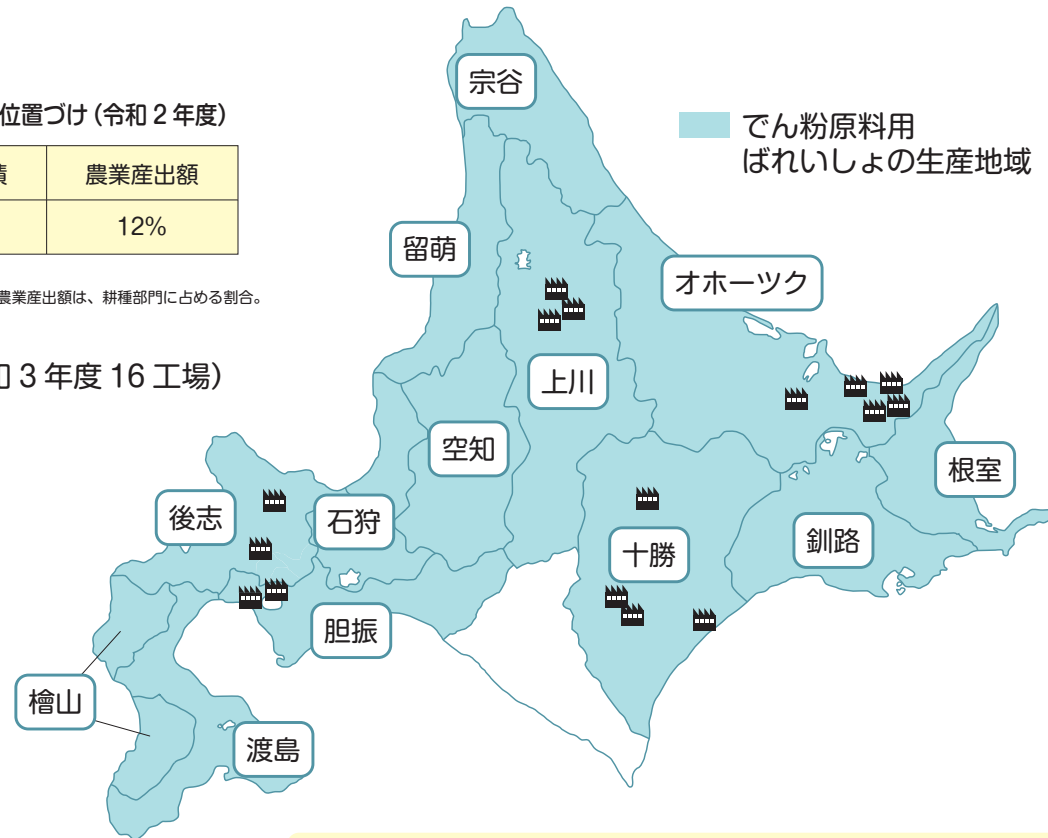 位置づけ（令和２年度）
農業産出額
12%
農業産出額は、耕種部門に占める割合。
３年度 16 工場）
でん粉原料用
ばれいしょの生産地域
宗谷
留萌
オホーツク
上川
空知
根室
後志
石狩
十勝
釧路
胆振
檜山
渡島